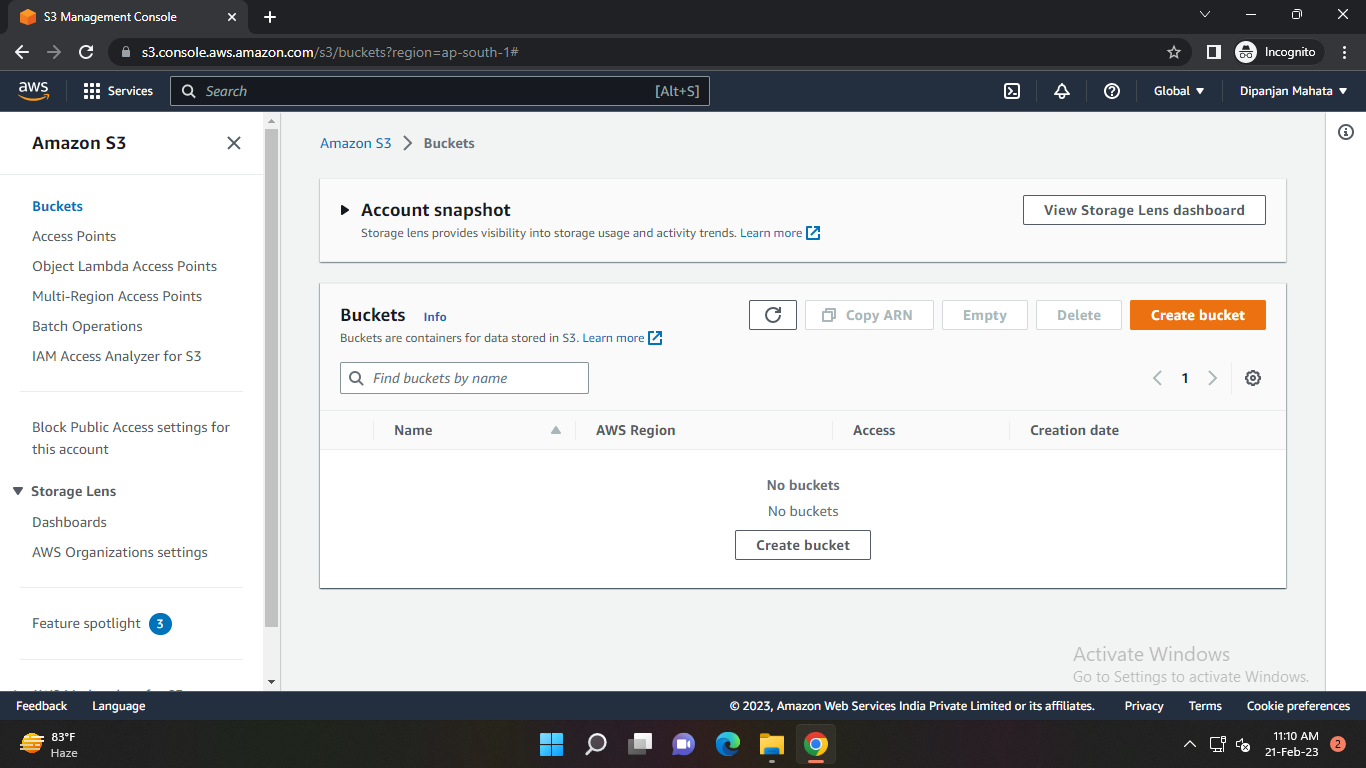 S3 Management Console
s3.console.aws.amazon.com/s3/buckets?region=ap-south-1#
Incognito
aws
Services
Search
[Alt+S]
Global
Dipanjan Mahata
Amazon S3
Buckets
Access Points
Object Lambda Access Points
Multi-Region Access Points
Batch Operations
IAM Access Analyzer for S3
Block Public Access settings for
this account
Storage Lens
Dashboards
AWS Organizations settings
Feature spotlight 3
Amazon S3 Buckets
Account snapshot
View Storage Lens dashboard
Storage lens provides visibility into storage usage and activity trends. Learn more
Buckets Info
Copy ARN
Empty
Delete
Create bucket
Buckets are containers for data stored in S3. Learn more
Find buckets by name
1
Name
AWS Region
Access
Creation date
No buckets
No buckets
Create bucket
Activate Windows
Go to Settings to activate Windows.
Feedback
Language
© 2023, Amazon Web Services India Private Limited or its affiliates.
Privacy
Terms
Cookie preferences
83°F
Haze
11:10 AM
21-Feb-23
2